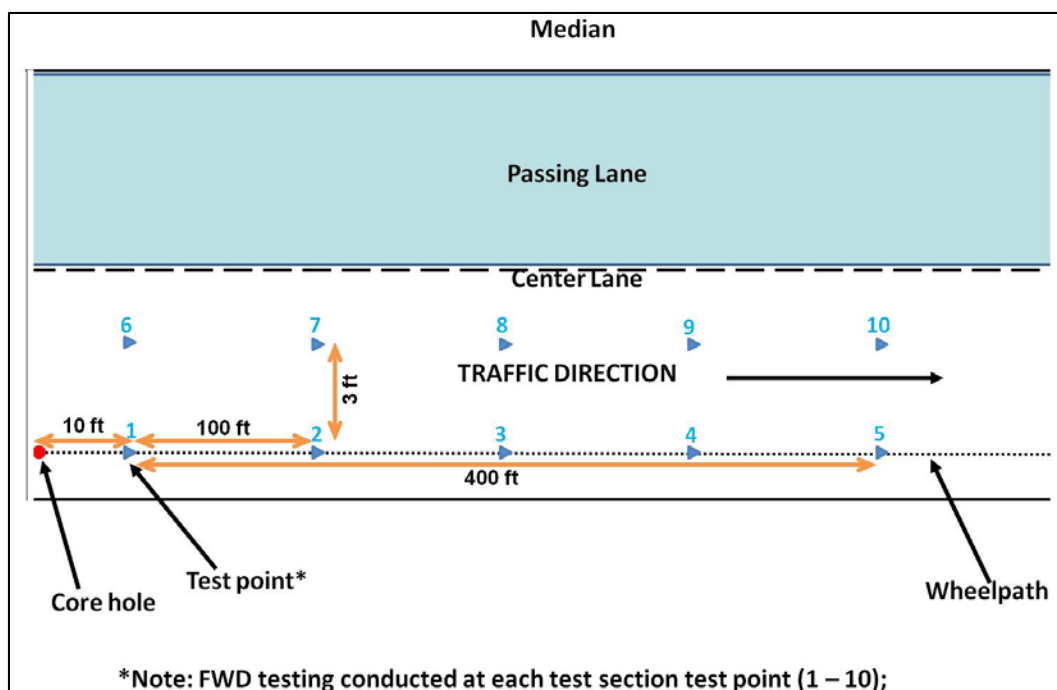 Median
Passing Lane
Center Lane
6 7 8 9 10
TRAFFIC DIRECTION
3 ft
10 ft 1 100 ft 2 3 4 5
400 ft
Test point*
Core hole
Wheelpath
*Note: FWD testing conducted at each test section test point (1 – 10);